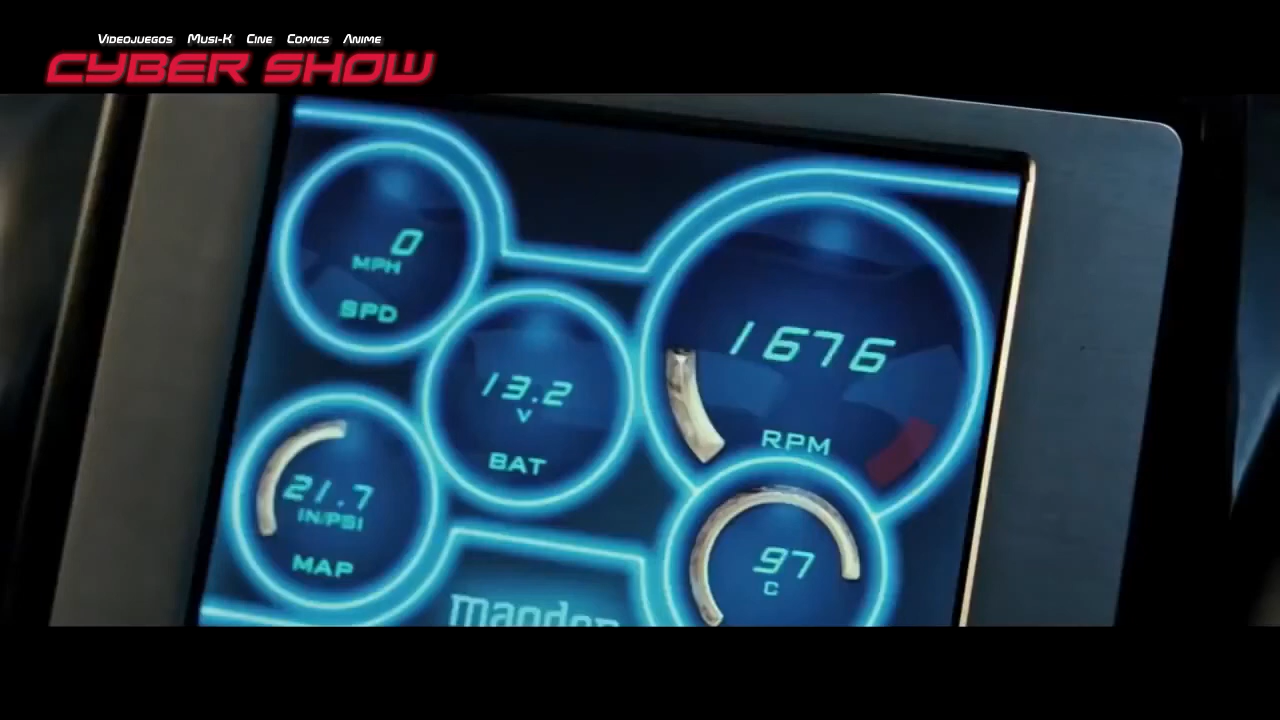 Videojuegos Musi-K Cine Comics Anime
CYBER SHOW
0
MPH
SPD
1676
RPM
13.2
V
BAT
21.7
IN/PSI
MAP
97
C